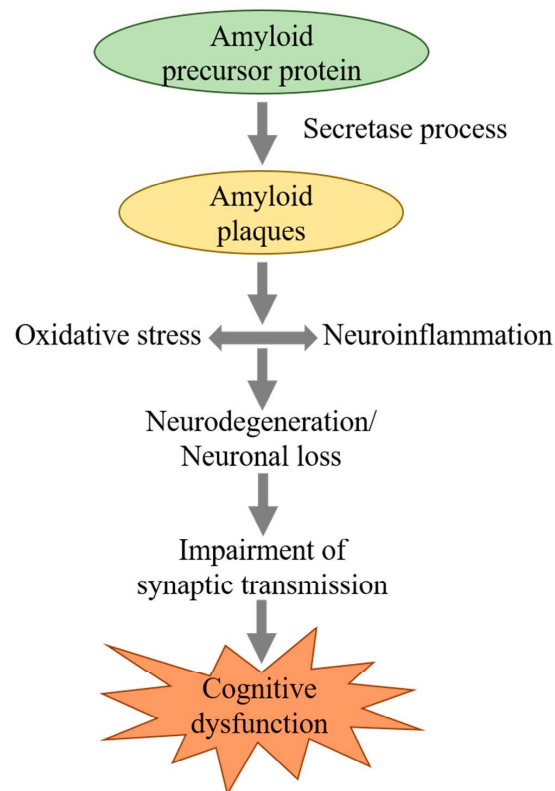 Amyloid
precursor protein
Secretase process
Amyloid
plaques
Oxidative stress
Neuroinflammation
Neurodegeneration/
Neuronal loss
Impairment of
synaptic transmission
Cognitive
dysfunction